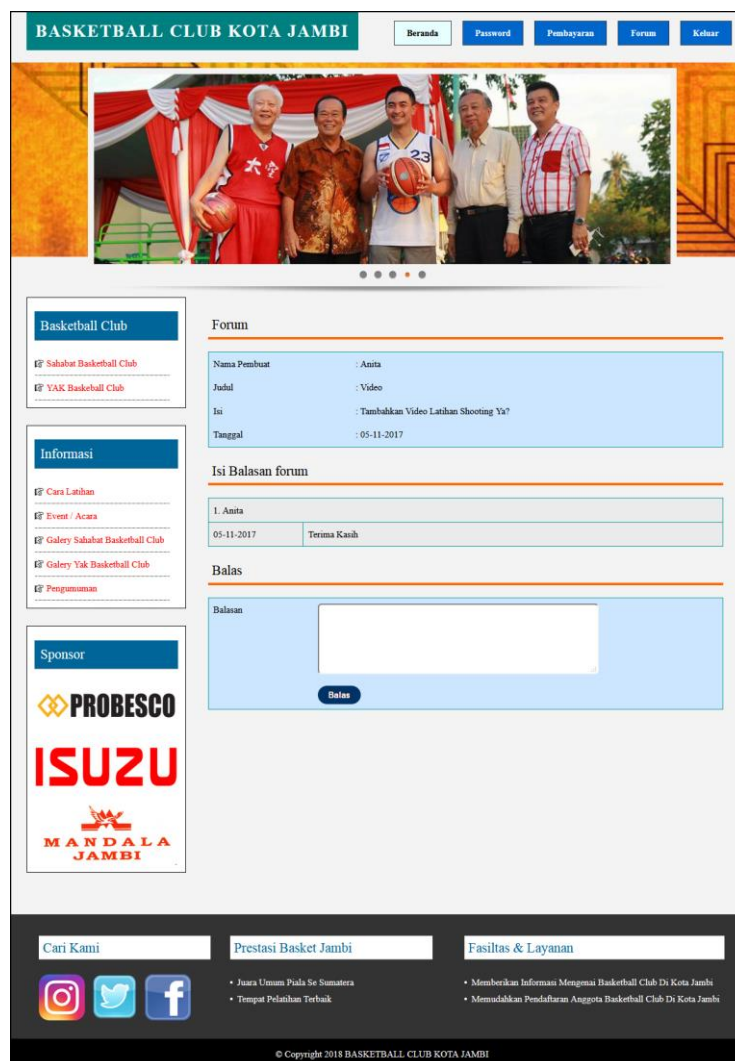 BASKETBALL CLUB KOTA JAMBI
Beranda
Password
Pembayaran
Forum
Keluar
大空
23
Basketball Club
Sahabat Basketball Club
YAK Baskeball Club
Informasi
Cara Latihan
Event / Acara
Galery Sahabat Basketball Club
Galery Yak Basketball Club
Pengumuman
Sponsor
PROBESCO
ISUZU
MANDALA
JAMBI
Forum
Nama Pembuat : Anita
Judul : Video
Isi : Tambahkan Video Latihan Shooting Ya?
Tanggal : 05-11-2017
Isi Balasan forum
1. Anita
05-11-2017 Terima Kasih
Balas
Balasan
Balas
Cari Kami
Prestasi Basket Jambi
• Juara Umum Piala Se Sumatera
• Tempat Pelatihan Terbaik
Fasiltas & Layanan
• Memberikan Informasi Mengenai Basketball Club Di Kota Jambi
• Memudahkan Pendaftaran Anggota Basketball Club Di Kota Jambi
© Copyright 2018 BASKETBALL CLUB KOTA JAMBI